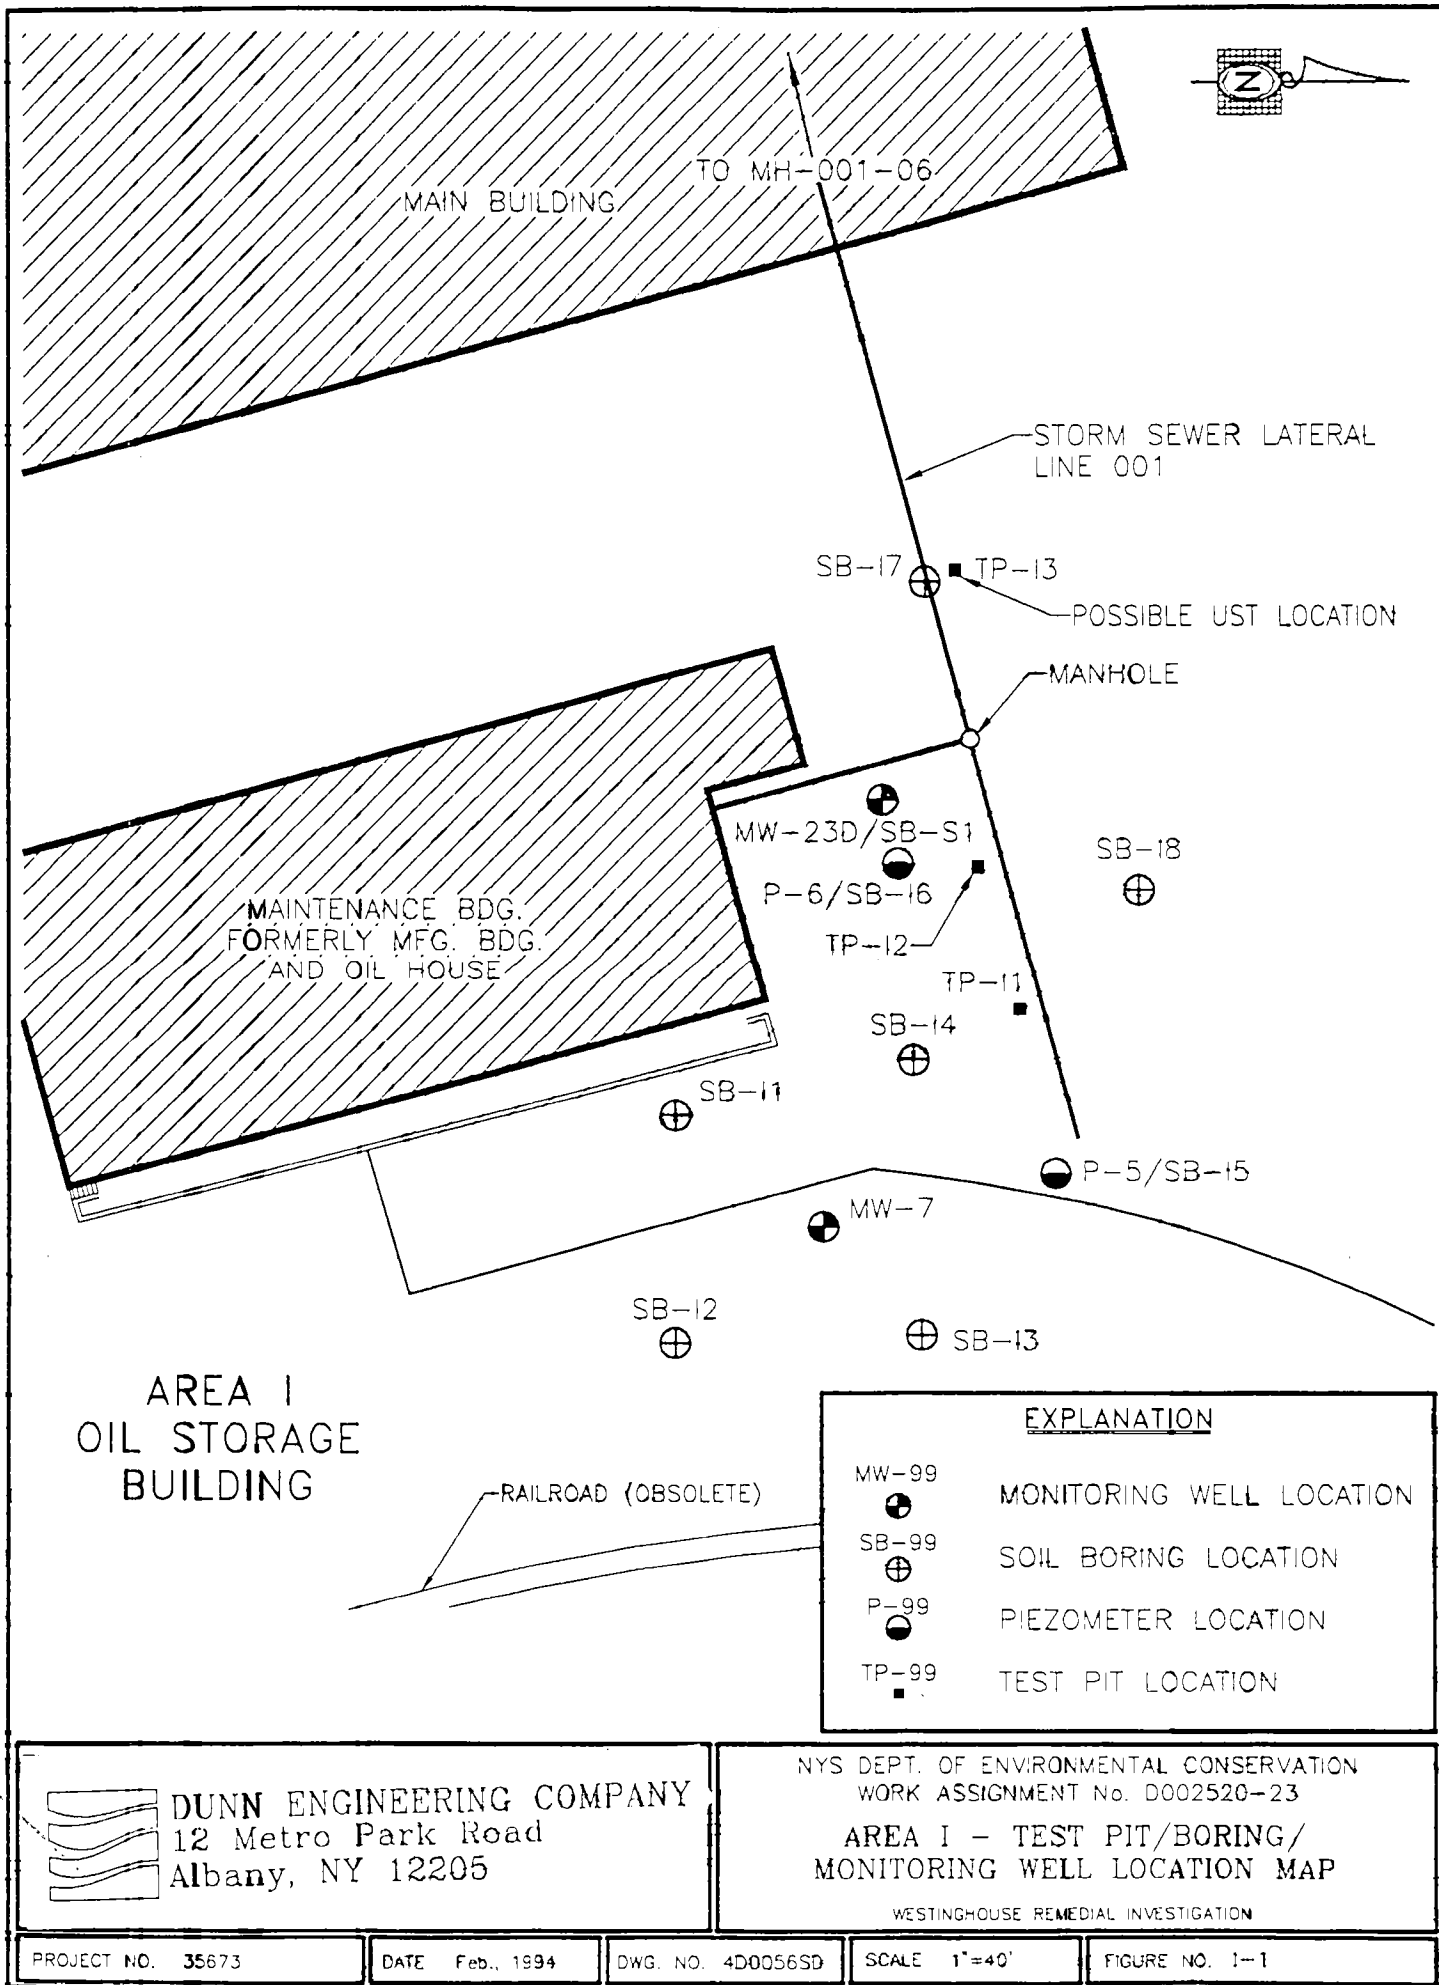 N
TO MH-001-06
MAIN BUILDING
STORM SEWER LATERAL
LINE 001
SB-17
TP-13
POSSIBLE UST LOCATION
MANHOLE
MW-23D/SB-S1
SB-18
P-6/SB-16
MAINTENANCE BDG.
FORMERLY MFG. BDG.
AND OIL HOUSE
TP-12
TP-11
SB-14
SB-11
P-5/SB-15
MW-7
SB-12
SB-13
AREA I
OIL STORAGE
BUILDING
RAILROAD (OBSOLETE)
EXPLANATION
MW-99
MONITORING WELL LOCATION
SB-99
SOIL BORING LOCATION
P-99
PIEZOMETER LOCATION
TP-99
TEST PIT LOCATION
DUNN ENGINEERING COMPANY
12 Metro Park Road
Albany, NY 12205
NYS DEPT. OF ENVIRONMENTAL CONSERVATION
WORK ASSIGNMENT No. D002520-23
AREA I - TEST PIT/BORING/
MONITORING WELL LOCATION MAP
WESTINGHOUSE REMEDIAL INVESTIGATION
PROJECT NO. 35673
DATE Feb., 1994
DWG. NO. 4D0056SD
SCALE 1"=40'
FIGURE NO. 1-1